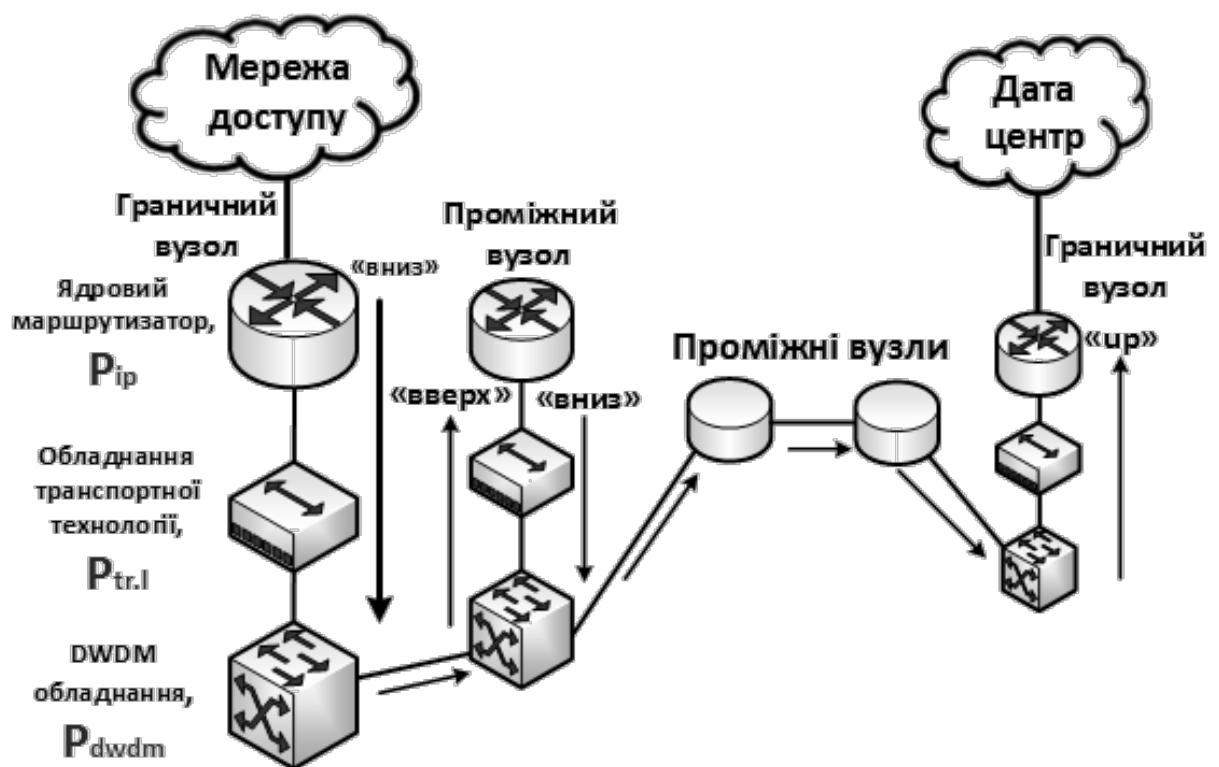 Мережа
доступу
Дата
центр
Граничний
вузол
Проміжний
вузол
Граничний
вузол
«вниз»
Ядровий
маршрутизатор,
Pip
Проміжні вузли
«up»
«вверх»
«вниз»
Обладнання
транспортної
технології,
Ptr.l
DWDM
обладнання,
Pdwdm